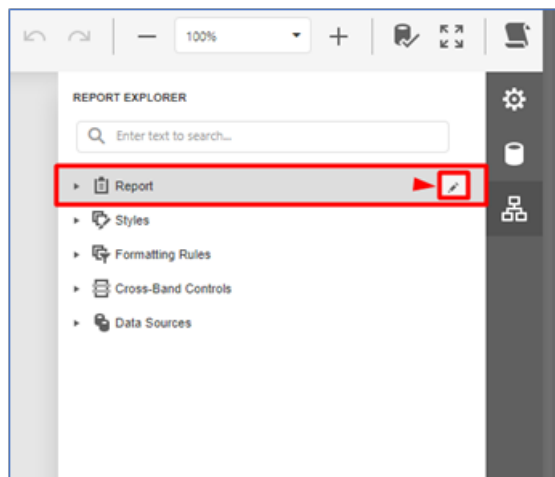 100%
REPORT EXPLORER
Enter text to search...
Report
Styles
Formatting Rules
Cross-Band Controls
Data Sources